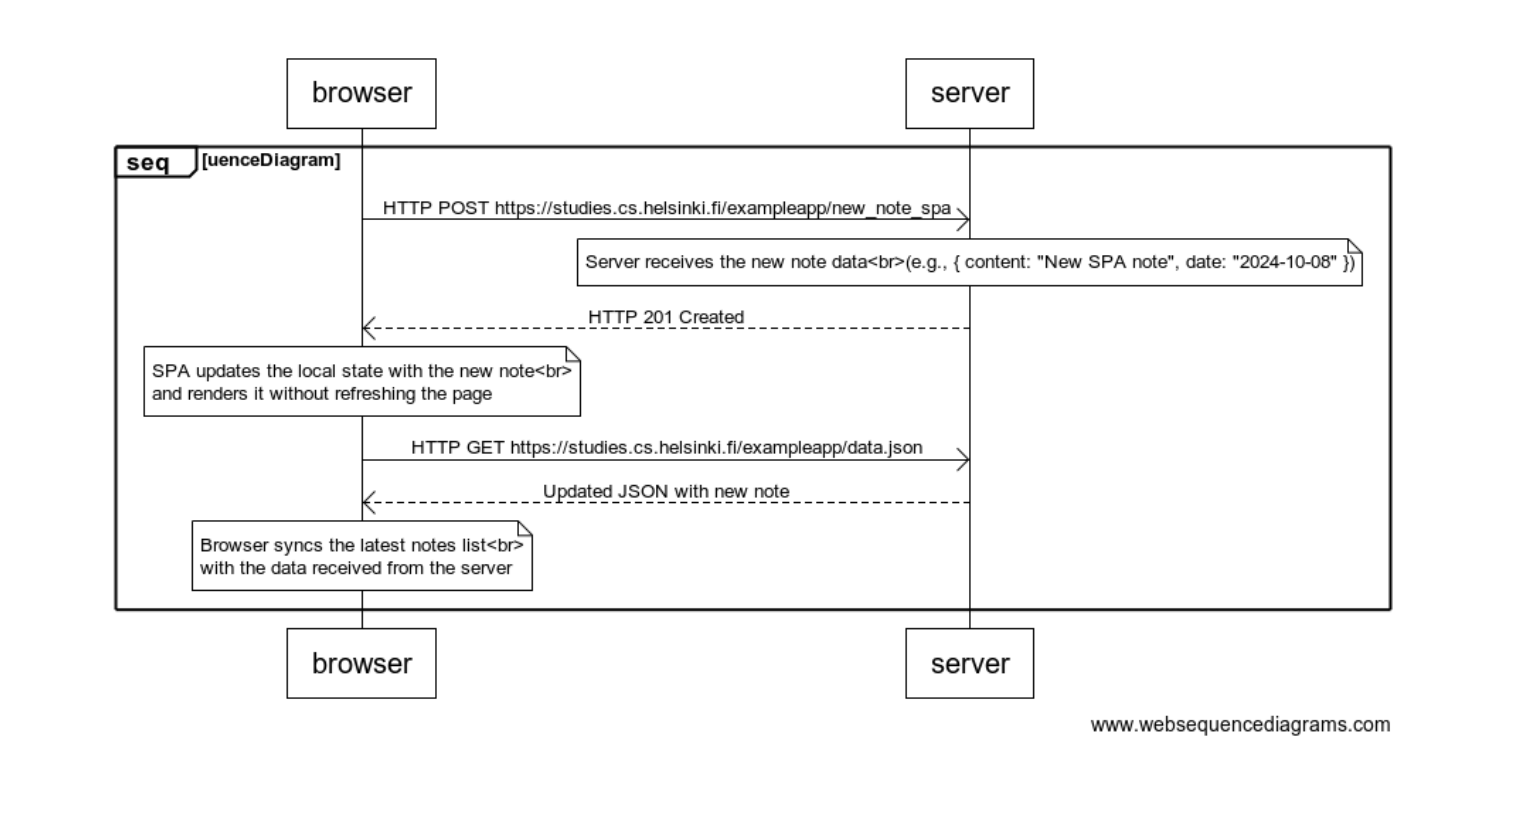 browser
server
seq
[uenceDiagram]
HTTP POST https://studies.cs.helsinki.fi/exampleapp/new_note_spa
Server receives the new note data<br>(e.g., { content: "New SPA note", date: "2024-10-08" })
HTTP 201 Created
SPA updates the local state with the new note<br>
and renders it without refreshing the page
HTTP GET https://studies.cs.helsinki.fi/exampleapp/data.json
Updated JSON with new note
Browser syncs the latest notes list<br>
with the data received from the server
browser
server
www.websequencediagrams.com